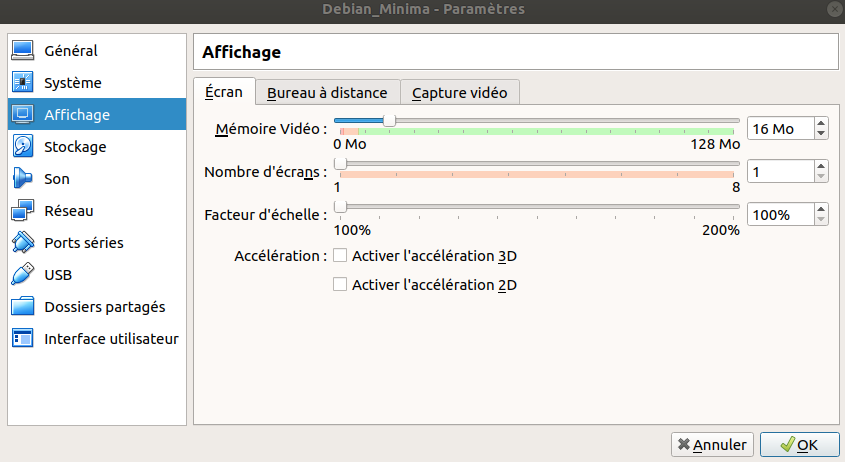 Debian_Minima - Paramètres
Général
Système
Affichage
Stockage
Son
Réseau
Ports séries
USB
Dossiers partagés
Interface utilisateur
Affichage
Écran Bureau à distance Capture vidéo
Mémoire Vidéo : 16 Mo
0 Mo 128 Mo
Nombre d'écrans : 1
1 8
Facteur d'échelle : 100%
100% 200%
Accélération : Activer l'accélération 3D
Activer l'accélération 2D
Annuler OK